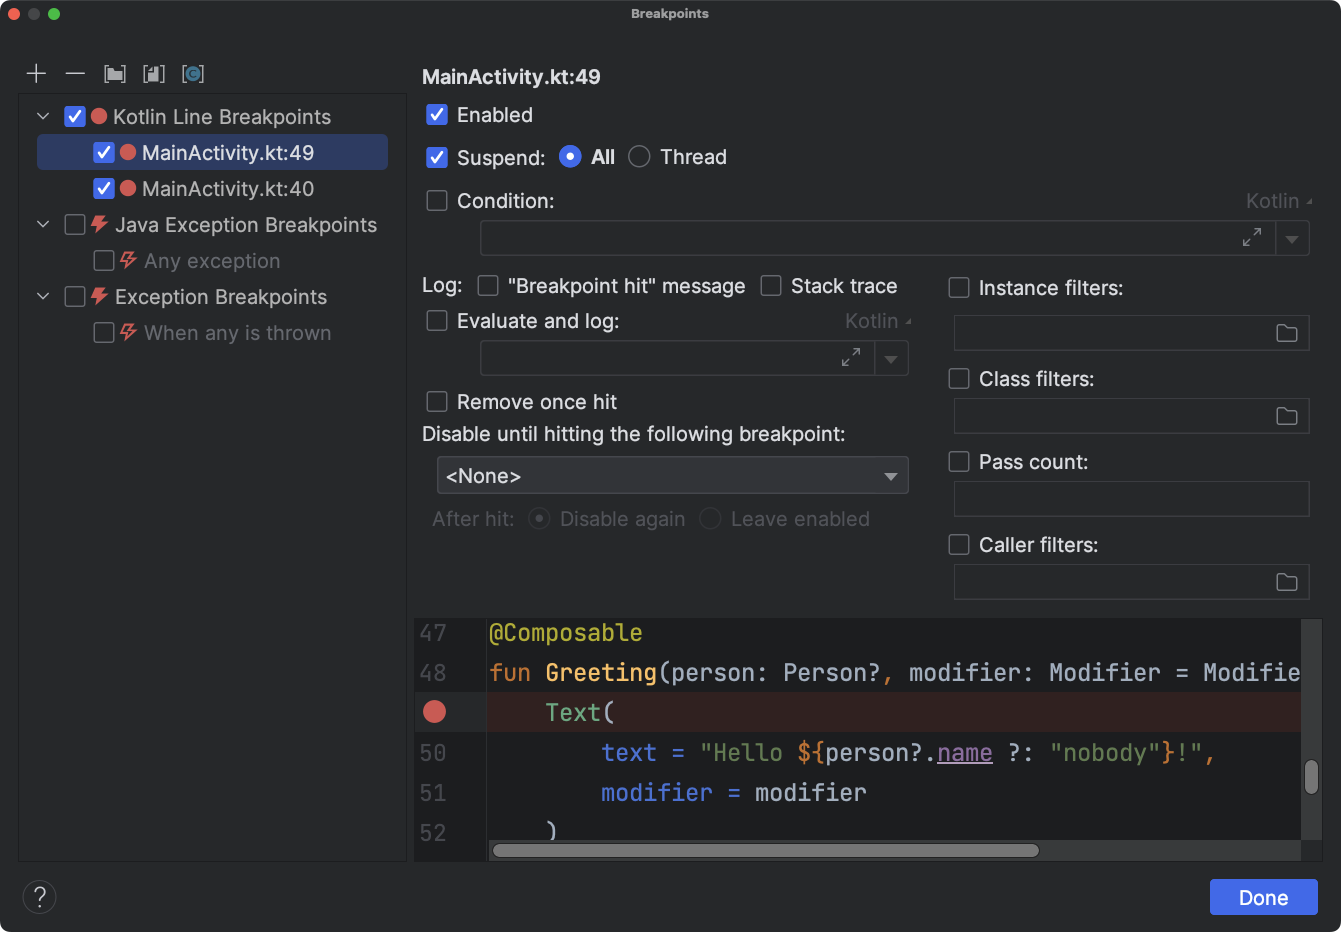 Breakpoints
MainActivity.kt:49
Kotlin Line Breakpoints
MainActivity.kt:49
MainActivity.kt:40
Java Exception Breakpoints
Any exception
Exception Breakpoints
When any is thrown
Enabled
Suspend: All Thread
Condition: Kotlin
Log: "Breakpoint hit" message Stack trace
Evaluate and log: Kotlin
Remove once hit
Disable until hitting the following breakpoint:
<None>
After hit: Disable again Leave enabled
Instance filters:
Class filters:
Pass count:
Caller filters:
47 @Composable
48 fun Greeting(person: Person?, modifier: Modifier = Modifie
Text(
50 text = "Hello ${person?.name ?: "nobody"}!",
51 modifier = modifier
52 )
? Done